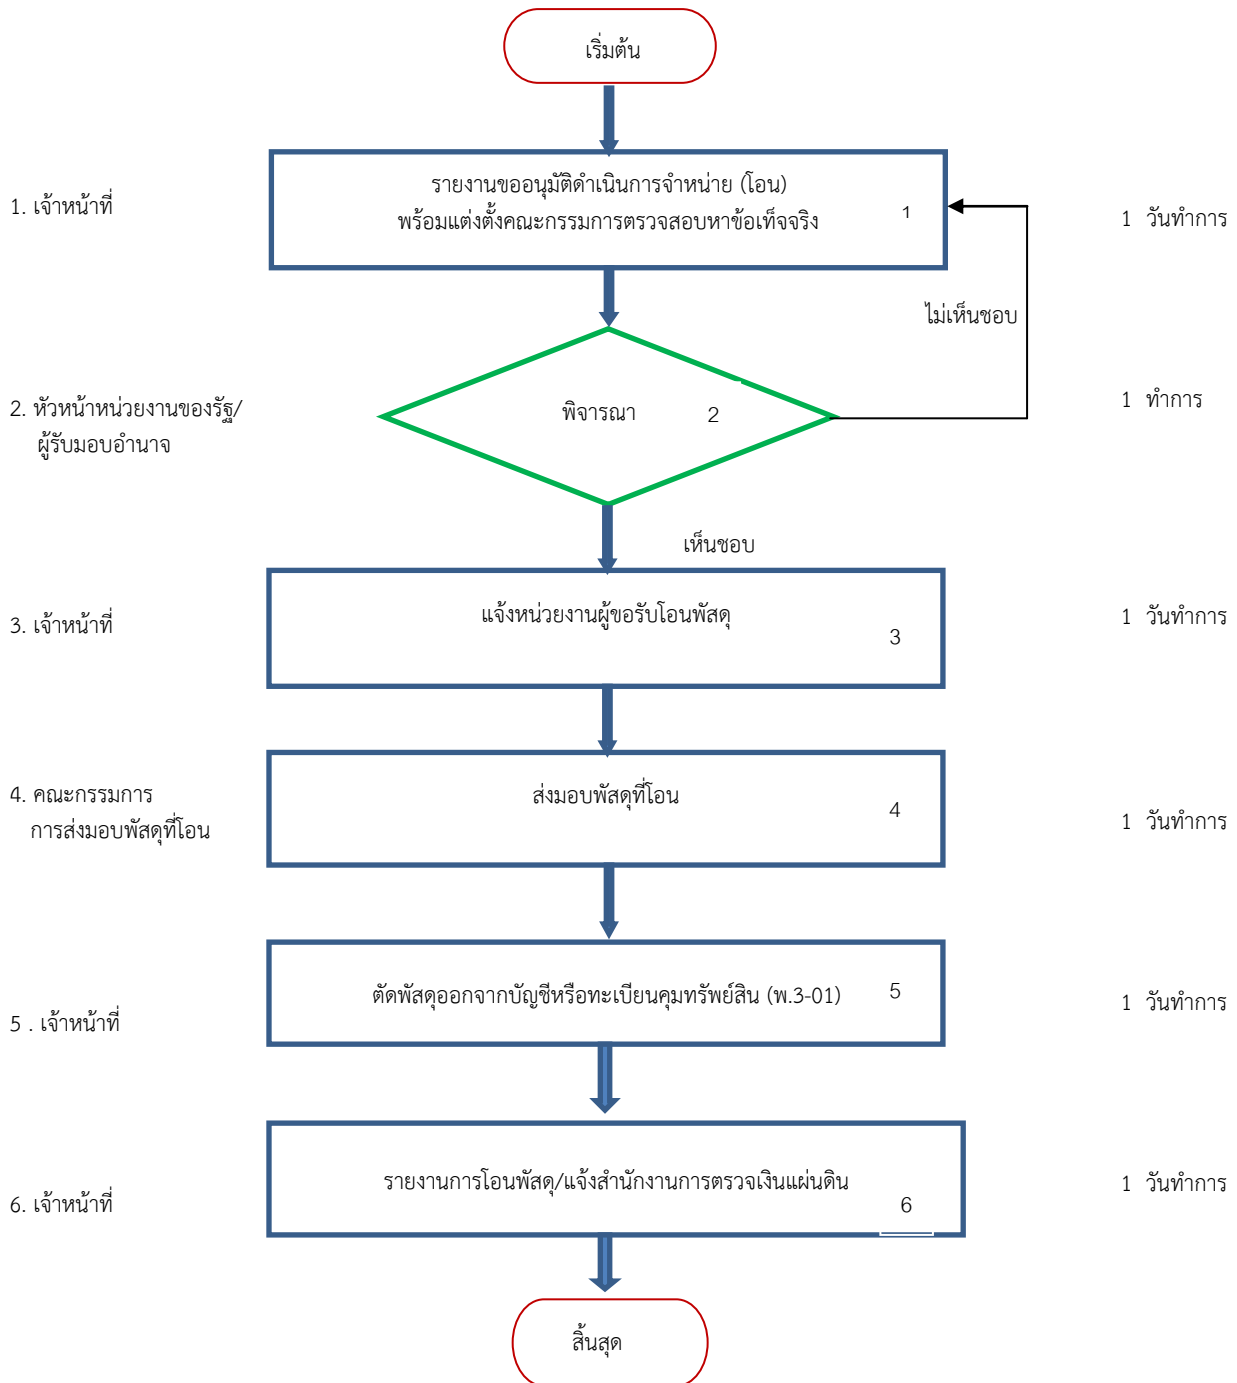 เริ่มต้น
1. เจ้าหน้าที่
รายงานขออนุมัติดำเนินการจำหน่าย (โอน)
พร้อมแต่งตั้งคณะกรรมการตรวจสอบหาข้อเท็จจริง
1
1 วันทำการ
ไม่เห็นชอบ
2. หัวหน้าหน่วยงานของรัฐ/
ผู้รับมอบอำนาจ
พิจารณา
2
1 ทำการ
เห็นชอบ
3. เจ้าหน้าที่
แจ้งหน่วยงานผู้ขอรับโอนพัสดุ
3
1 วันทำการ
4. คณะกรรมการ
การส่งมอบพัสดุที่โอน
ส่งมอบพัสดุที่โอน
4
1 วันทำการ
5 . เจ้าหน้าที่
ตัดพัสดุออกจากบัญชีหรือทะเบียนคุมทรัพย์สิน (พ.3-01)
5
1 วันทำการ
6. เจ้าหน้าที่
รายงานการโอนพัสดุ/แจ้งสำนักงานการตรวจเงินแผ่นดิน
6
1 วันทำการ
สิ้นสุด